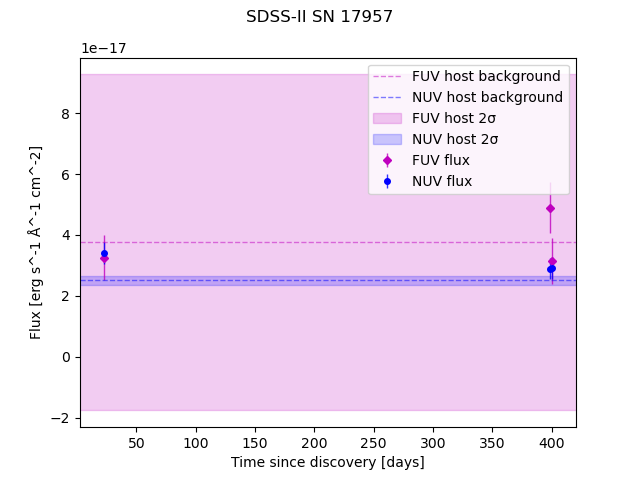 SDSS-II SN 17957
1e−17
FUV host background
NUV host background
FUV host 2σ
NUV host 2σ
FUV flux
NUV flux
8
6
4
2
0
−2
Flux [erg s^-1 Å^-1 cm^-2]
50 100 150 200 250 300 350 400
Time since discovery [days]